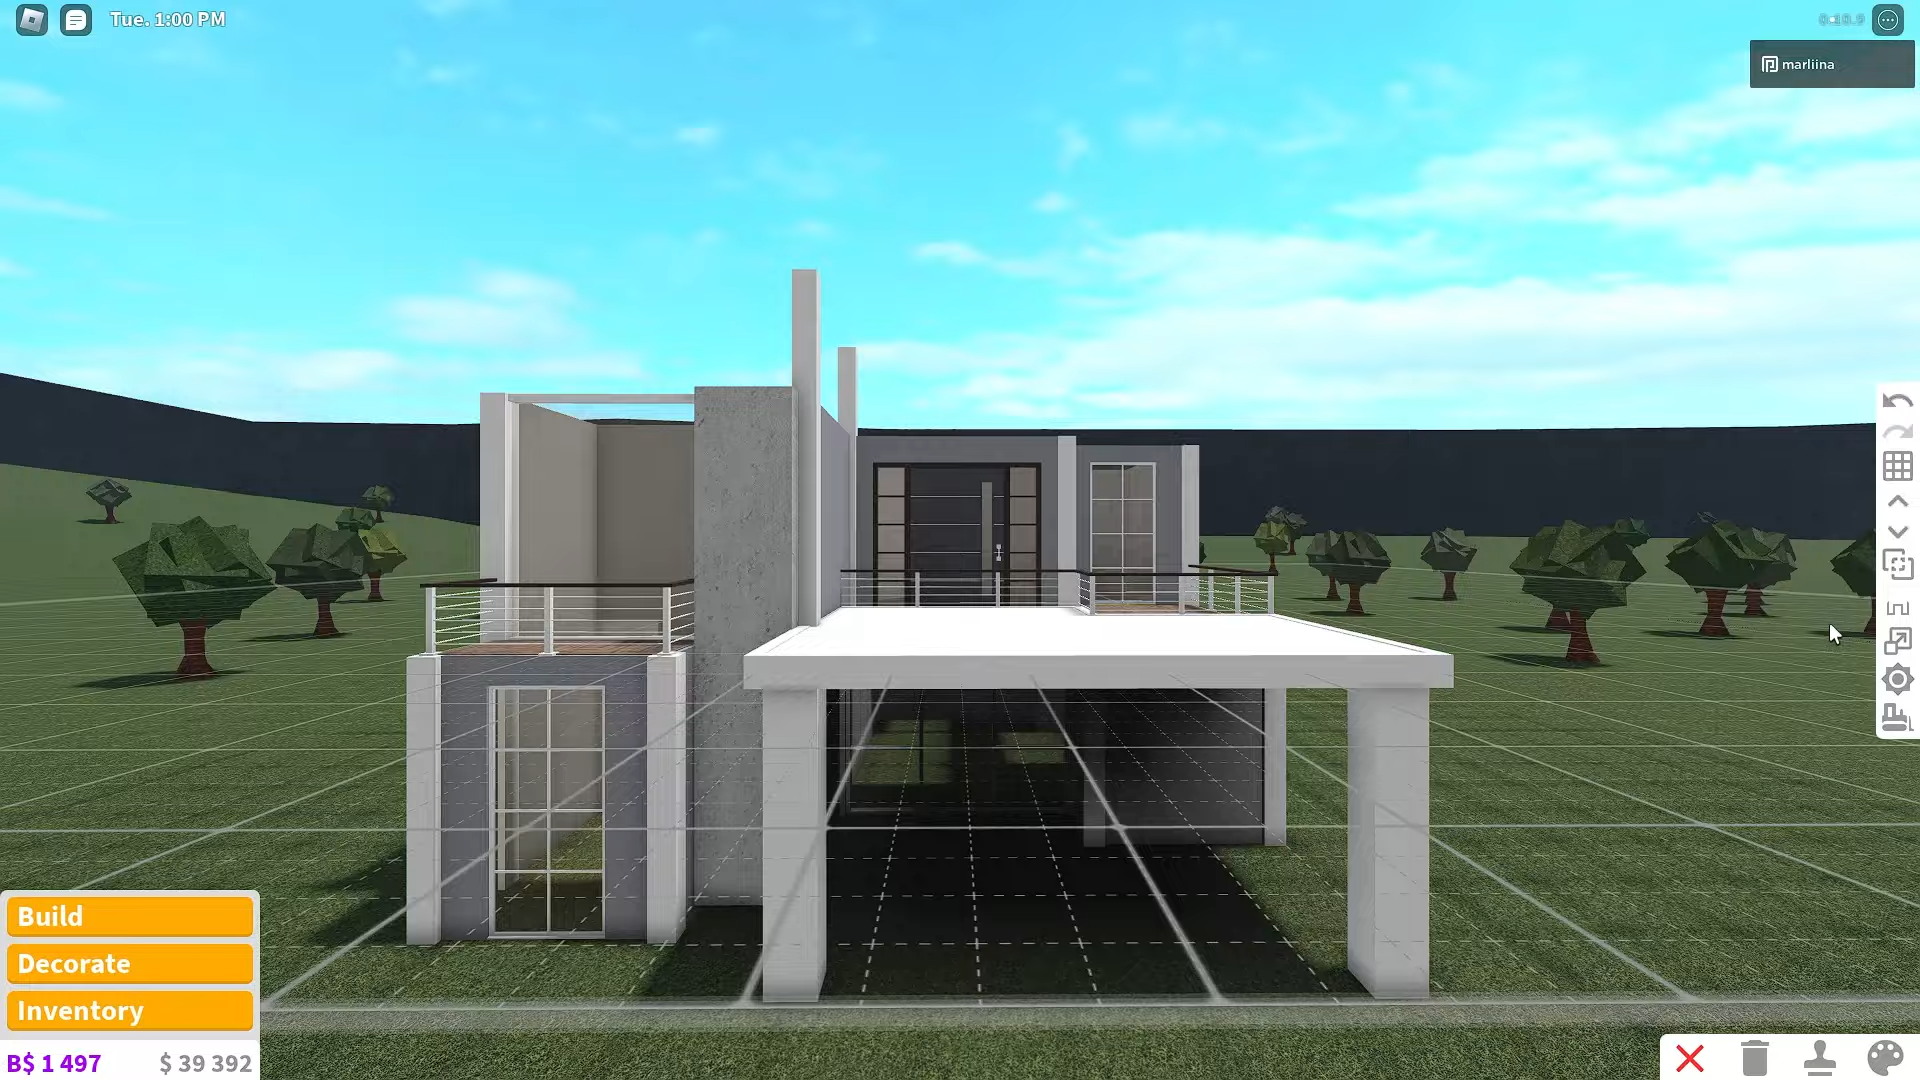 Tue. 1:00 PM
marliina
Build
Decorate
Inventory
B$ 1 497
$ 39 392